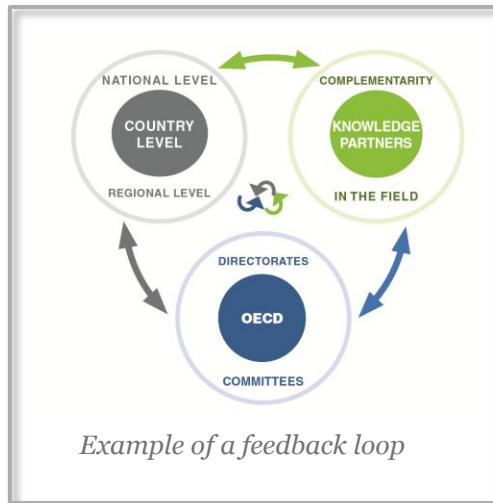 NATIONAL LEVEL
COUNTRY
LEVEL
REGIONAL LEVEL
COMPLEMENTARITY
KNOWLEDGE
PARTNERS
IN THE FIELD
DIRECTORATES
OECD
COMMITTEES
Example of a feedback loop